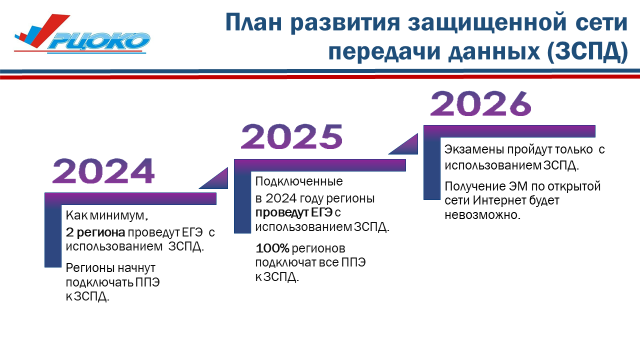 РЦОКО
План развития защищенной сети
передачи данных (ЗСПД)
2024
Как минимум,
2 региона проведут ЕГЭ с
использованием ЗСПД.
Регионы начнут
подключать ППЭ
к ЗСПД.
2025
Подключенные
в 2024 году регионы
проведут ЕГЭ с
использованием ЗСПД.
100% регионов
подключат все ППЭ
к ЗСПД.
2026
Экзамены пройдут только с
использованием ЗСПД.
Получение ЭМ по открытой
сети Интернет будет
невозможно.